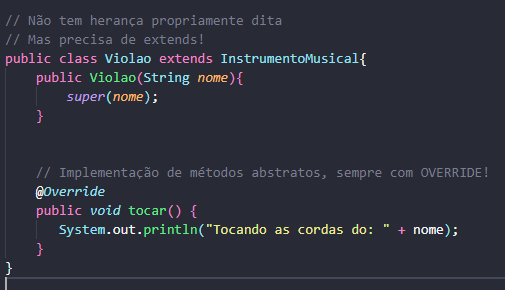 // Não tem herança propriamente dita
// Mas precisa de extends!
public class Violao extends InstrumentoMusical{
    public Violao(String nome){
        super(nome);
    }
    // Implementação de métodos abstratos, sempre com OVERRIDE!
    @Override
    public void tocar() {
       System.out.println("Tocando as cordas do: " + nome);
    }
}